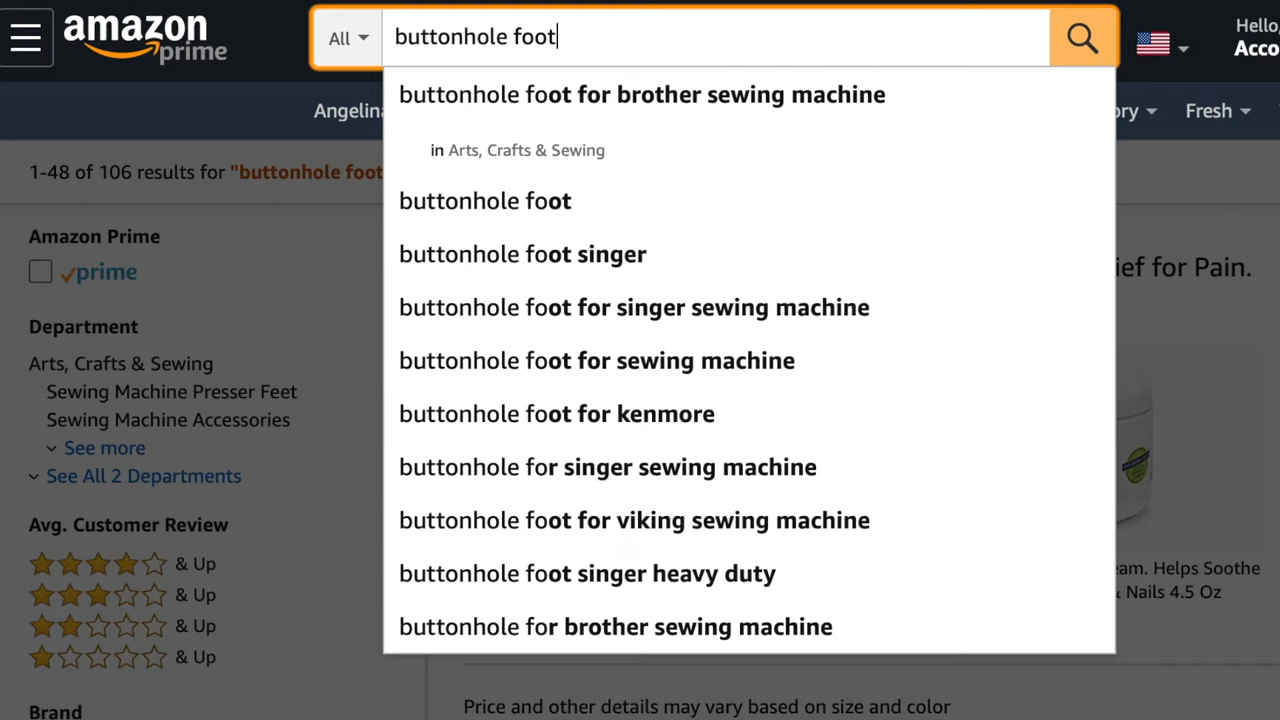 amazon
prime
All
buttonhole foot
Hello,
Acco
Angelina
ory
Fresh
buttonhole foot for brother sewing machine
in Arts, Crafts & Sewing
buttonhole foot
buttonhole foot singer
buttonhole foot for singer sewing machine
buttonhole foot for sewing machine
buttonhole foot for kenmore
buttonhole for singer sewing machine
buttonhole foot for viking sewing machine
buttonhole foot singer heavy duty
buttonhole for brother sewing machine
1-48 of 106 results for "buttonhole foot
Amazon Prime
prime
Department
Arts, Crafts & Sewing
Sewing Machine Presser Feet
Sewing Machine Accessories
See more
See All 2 Departments
Avg. Customer Review
& Up
& Up
& Up
& Up
Brand
ief for Pain.
eam. Helps Soothe
& Nails 4.5 Oz
Price and other details may vary based on size and color